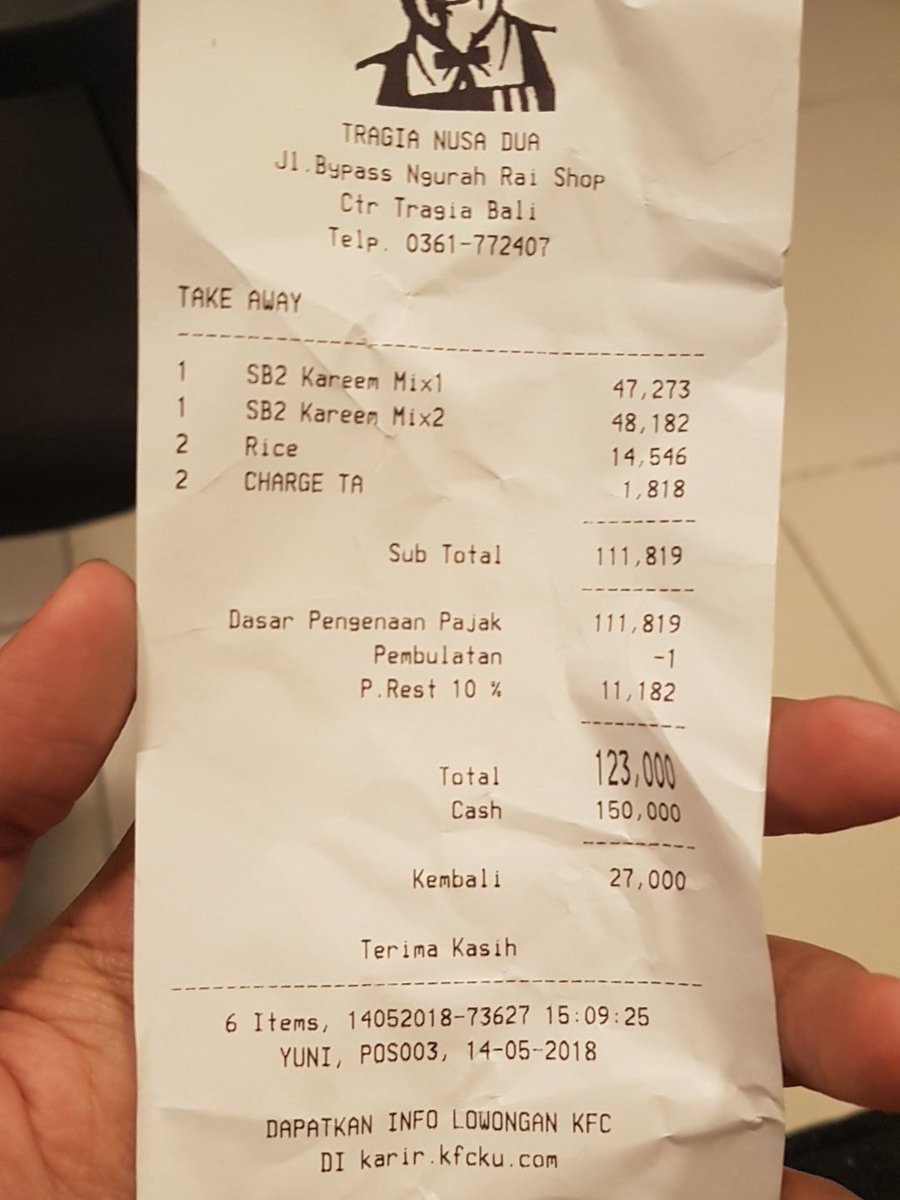 TRAGIA NUSA DUA
Jl.Bypass Ngurah Rai Shop
Ctr Tragia Bali
Telp. 0361-772407
TAKE AWAY
1 SB2 Kareem Mix1 47,273
1 SB2 Kareem Mix2 48,182
2 Rice 14,546
2 CHARGE TA 1,818
Sub Total 111,819
Dasar Pengenaan Pajak 111,819
Pembulatan -1
P.Rest 10 % 11,182
Total 123,000
Cash 150,000
Kembali 27,000
Terima Kasih
6 Items, 14052018-73627 15:09:25
YUNI, POS003, 14-05-2018
DAPATKAN INFO LOWONGAN KFC
DI karir.kfcku.com